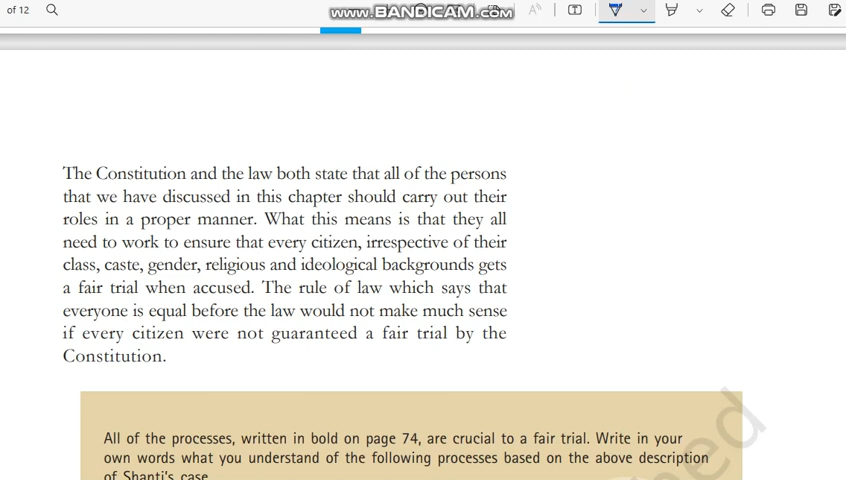 of 12
www.BANDICAM.com
The Constitution and the law both state that all of the persons
that we have discussed in this chapter should carry out their
roles in a proper manner. What this means is that they all
need to work to ensure that every citizen, irrespective of their
class, caste, gender, religious and ideological backgrounds gets
a fair trial when accused. The rule of law which says that
everyone is equal before the law would not make much sense
if every citizen were not guaranteed a fair trial by the
Constitution.
All of the processes, written in bold on page 74, are crucial to a fair trial. Write in your
own words what you understand of the following processes based on the above description
of Shanti's case